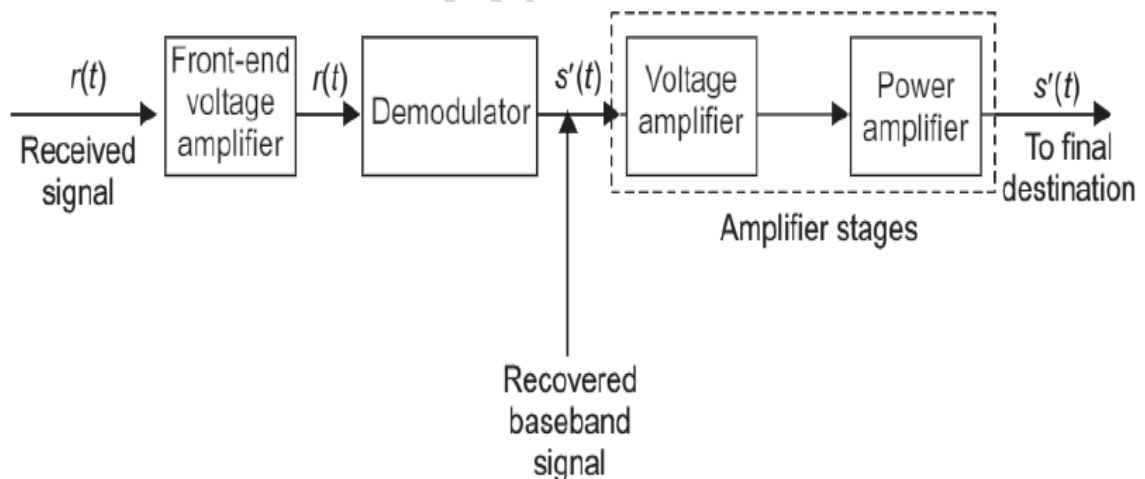 r(t)
Received
signal
Front-end
voltage
amplifier
r(t)
Demodulator
s′(t)
Recovered
baseband
signal
Voltage
amplifier
Power
amplifier
Amplifier stages
s′(t)
To final
destination